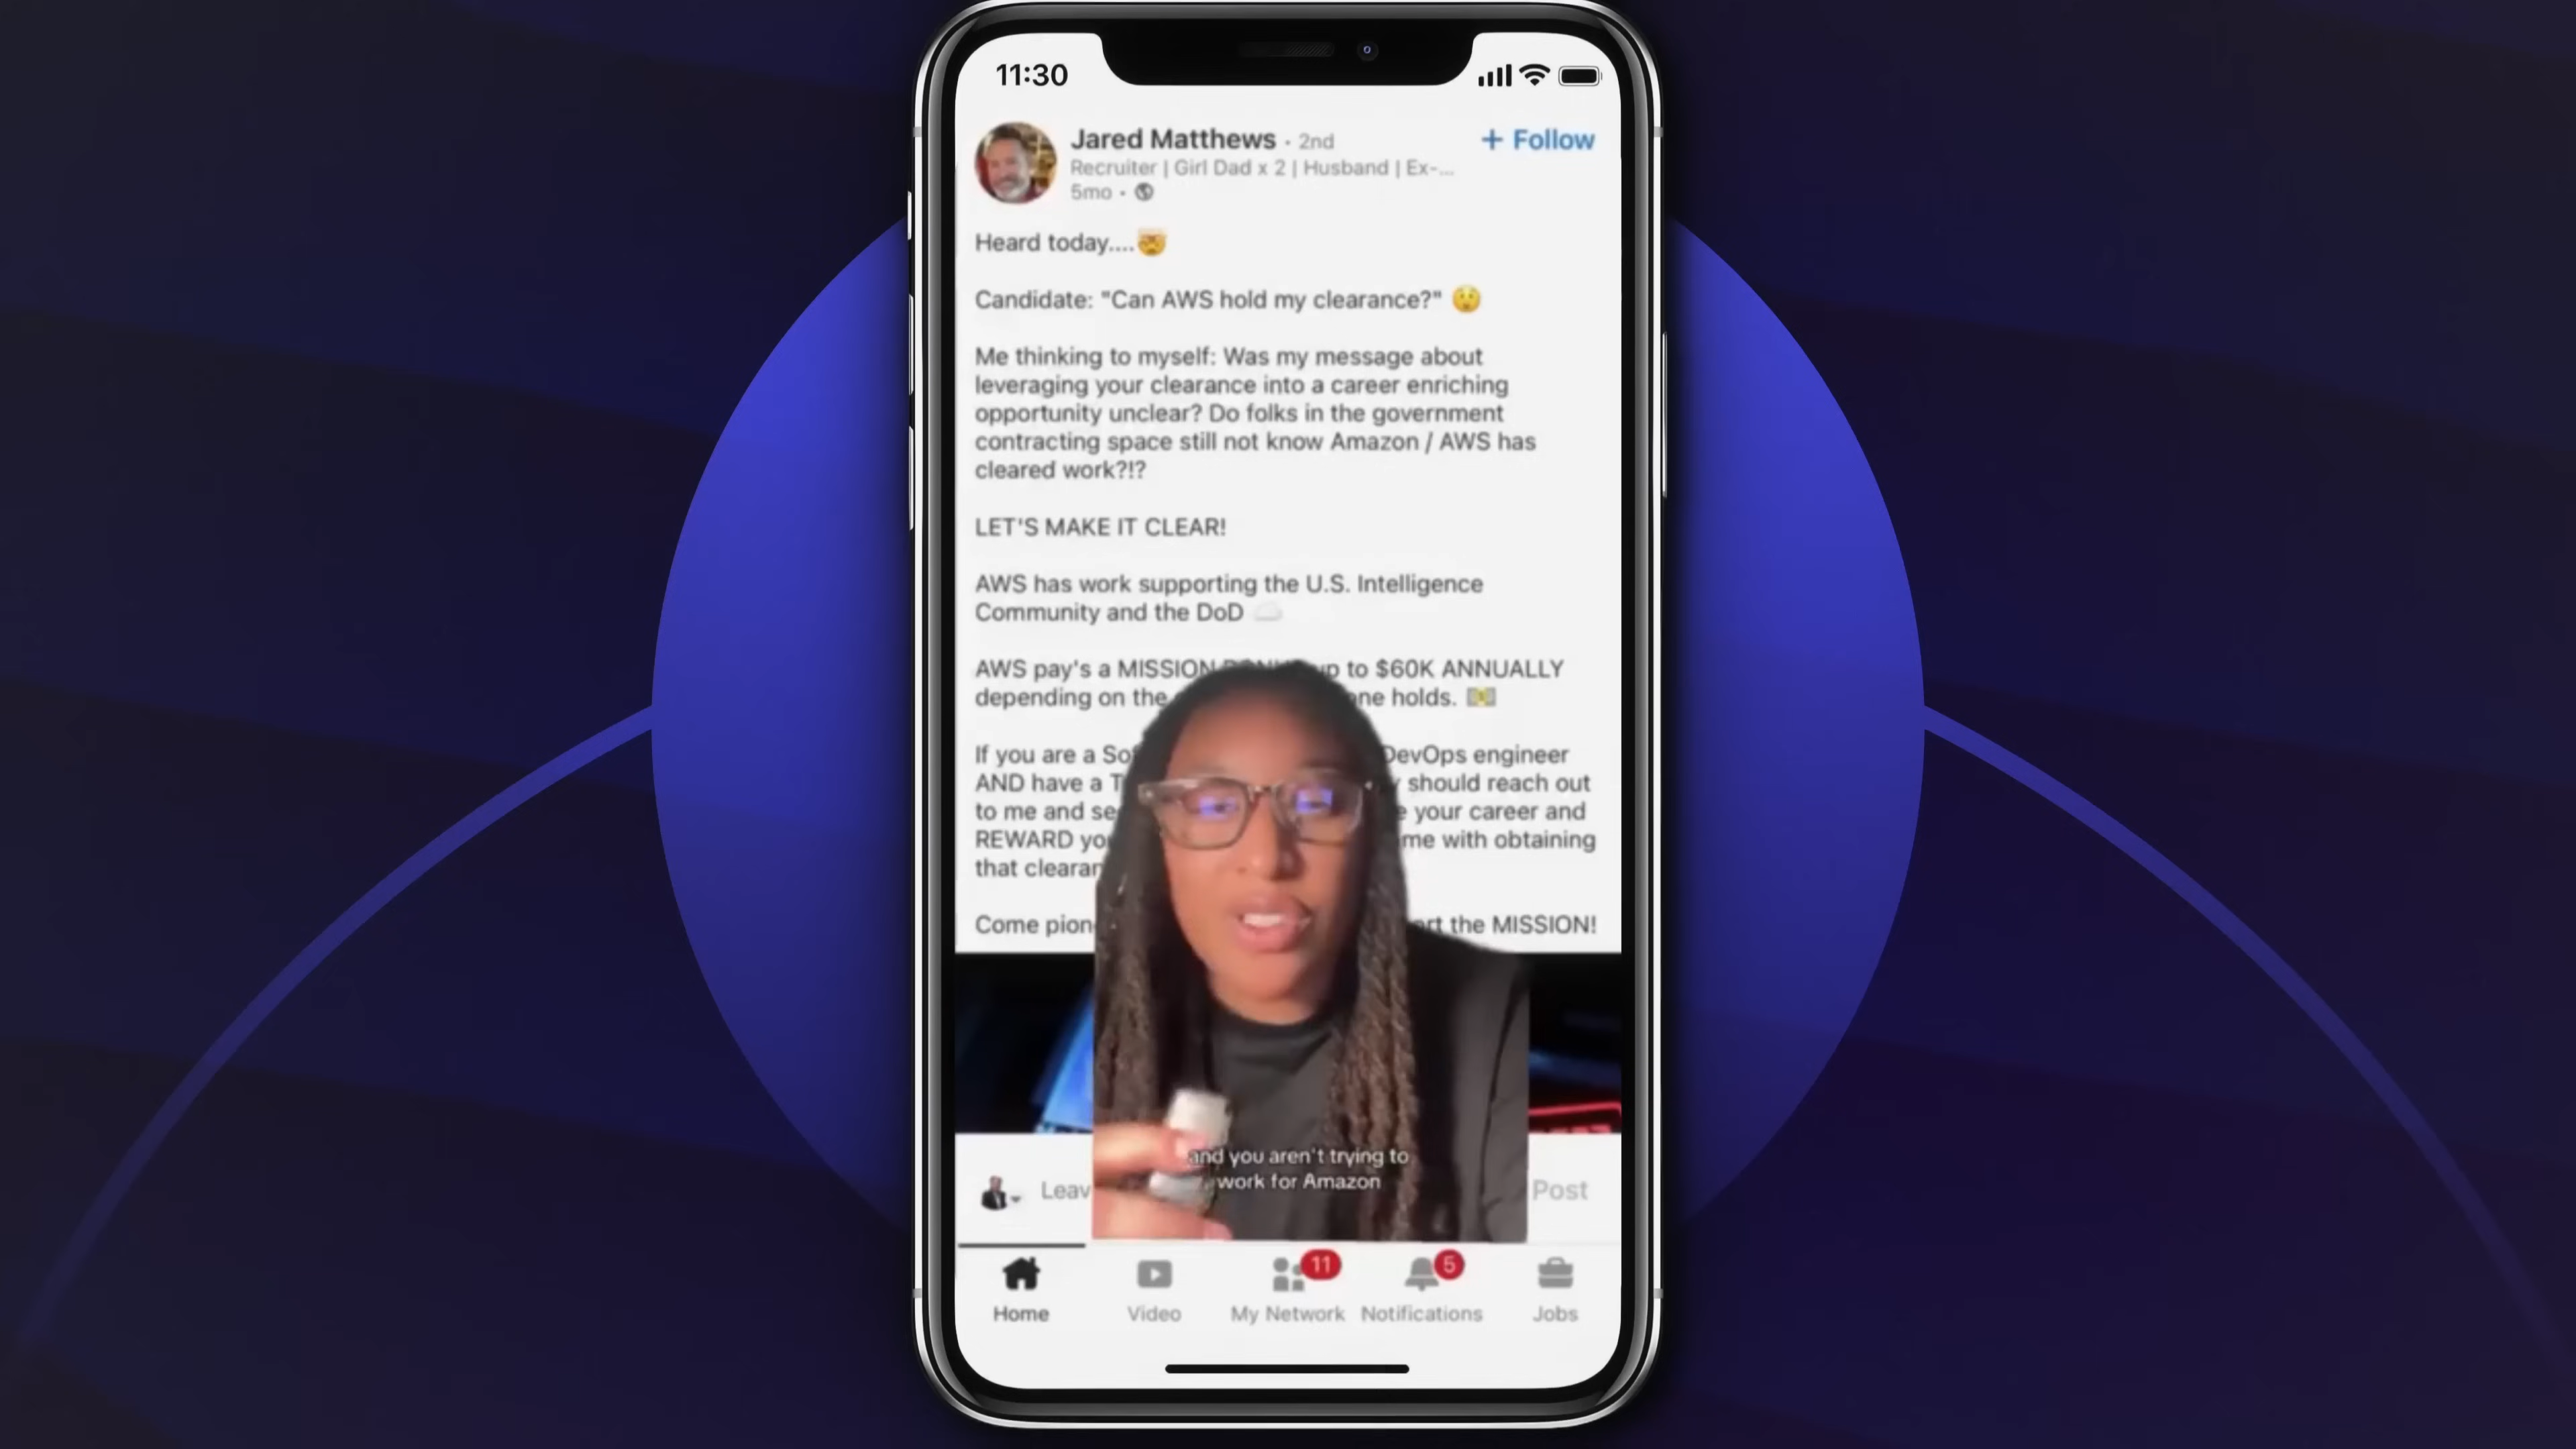 11:30
Jared Matthews · 2nd
+ Follow
Recruiter | Girl Dad x 2 | Husband | Ex-...
5mo •
Heard today....🤯
Candidate: "Can AWS hold my clearance?" 😲
Me thinking to myself: Was my message about
leveraging your clearance into a career enriching
opportunity unclear? Do folks in the government
contracting space still not know Amazon / AWS has
cleared work?!?
LET'S MAKE IT CLEAR!
AWS has work supporting the U.S. Intelligence
Community and the DoD ☁️
AWS pay's a MISSION up to $60K ANNUALLY
depending on the holds. 💵
If you are a DevOps engineer
AND have a should reach out
to me and your career and
REWARD with obtaining
that
Come the MISSION!
and you aren't trying to
work for Amazon
Post
11
5
Home
Video
My Network
Notifications
Jobs